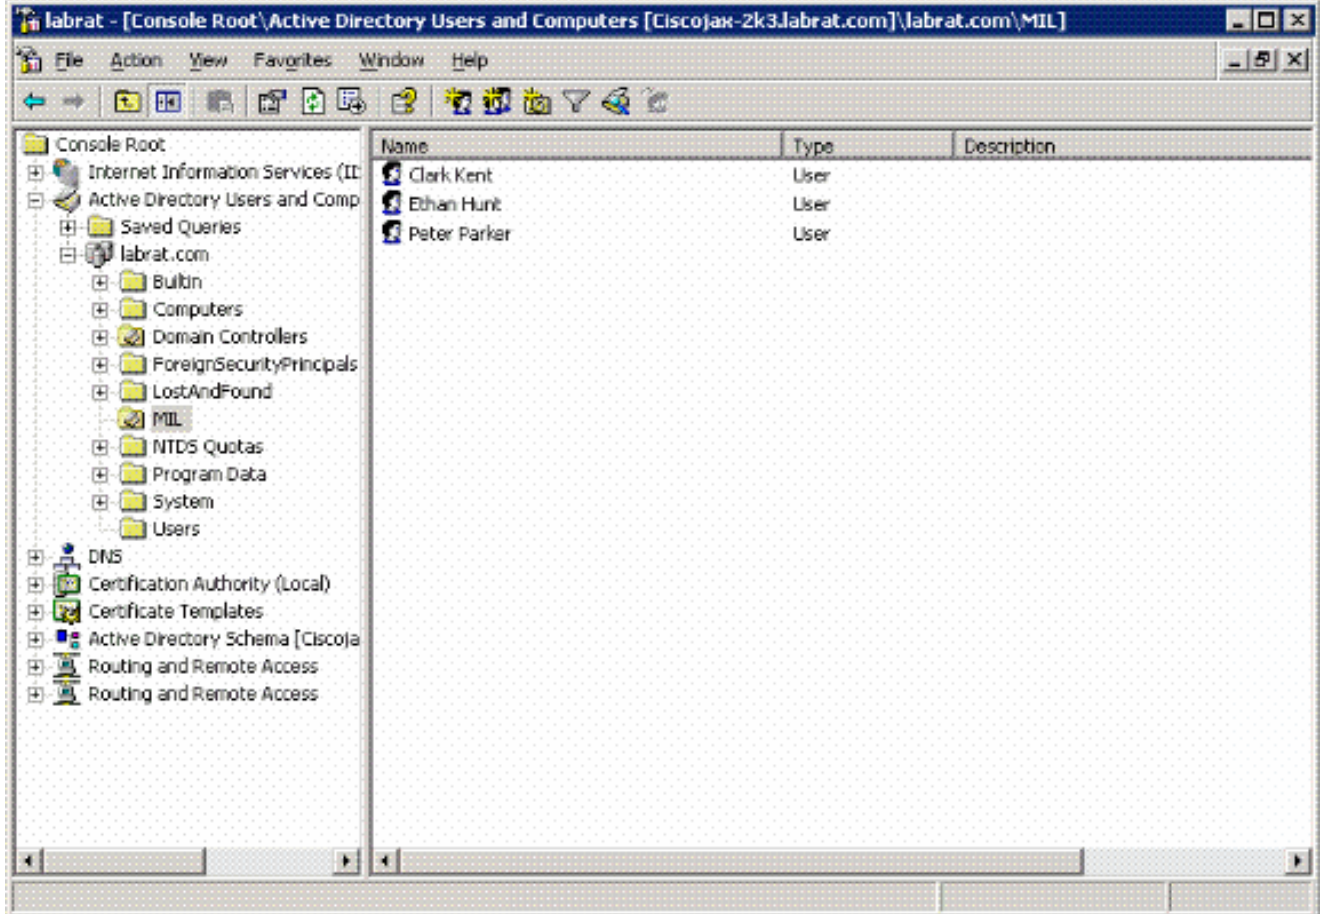 labrat - [Console Root\Active Directory Users and Computers [Ciscojax-2k3.labrat.com]\labrat.com\MIL]
File Action View Favorites Window Help
Console Root
Internet Information Services (II
Active Directory Users and Comp
Saved Queries
labrat.com
Builtin
Computers
Domain Controllers
ForeignSecurityPrincipals
LostAndFound
MIL
NTDS Quotas
Program Data
System
Users
DNS
Certification Authority (Local)
Certificate Templates
Active Directory Schema [Ciscoja
Routing and Remote Access
Routing and Remote Access
Name Type Description
Clark Kent User
Ethan Hunt User
Peter Parker User